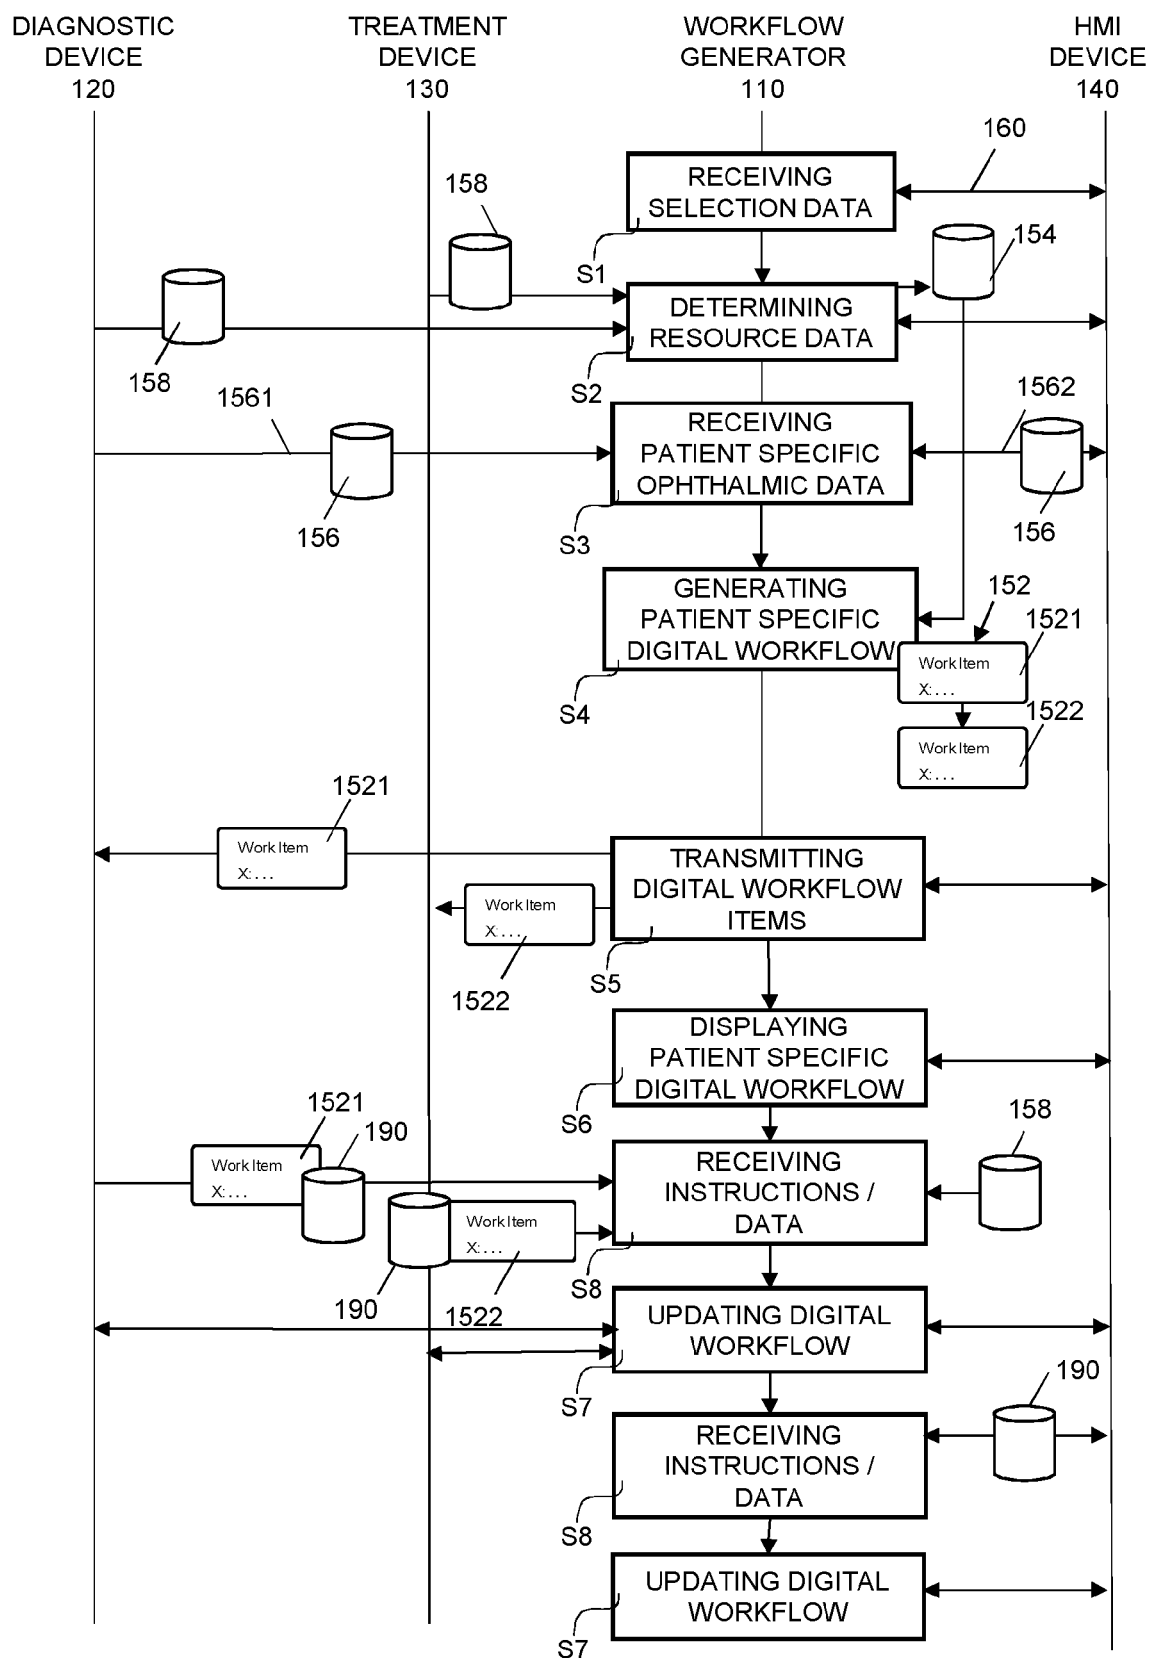 DIAGNOSTIC
DEVICE
120
TREATMENT
DEVICE
130
WORKFLOW
GENERATOR
110
HMI
DEVICE
140
160
RECEIVING
SELECTION DATA
S1
158
154
158
DETERMINING
RESOURCE DATA
S2
1561
1562
RECEIVING
PATIENT SPECIFIC
OPHTHALMIC DATA
S3
156
156
GENERATING
PATIENT SPECIFIC
DIGITAL WORKFLOW
S4
152
1521
Work Item
X: . . .
1522
Work Item
X: . . .
1521
Work Item
X: . . .
TRANSMITTING
DIGITAL WORKFLOW
ITEMS
S5
Work Item
X: . . .
1522
DISPLAYING
PATIENT SPECIFIC
DIGITAL WORKFLOW
S6
1521
190
Work Item
X: . . .
158
RECEIVING
INSTRUCTIONS /
DATA
S8
Work Item
X: . . .
190
1522
UPDATING DIGITAL
WORKFLOW
S7
190
RECEIVING
INSTRUCTIONS /
DATA
S8
UPDATING DIGITAL
WORKFLOW
S7